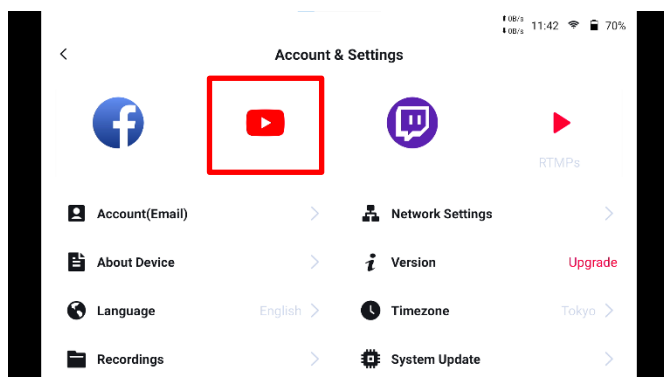 0B/s
0B/s
11:42 70%
Account & Settings
RTMPs
Account(Email)
Network Settings
About Device
Version Upgrade
Language English
Timezone Tokyo
Recordings
System Update